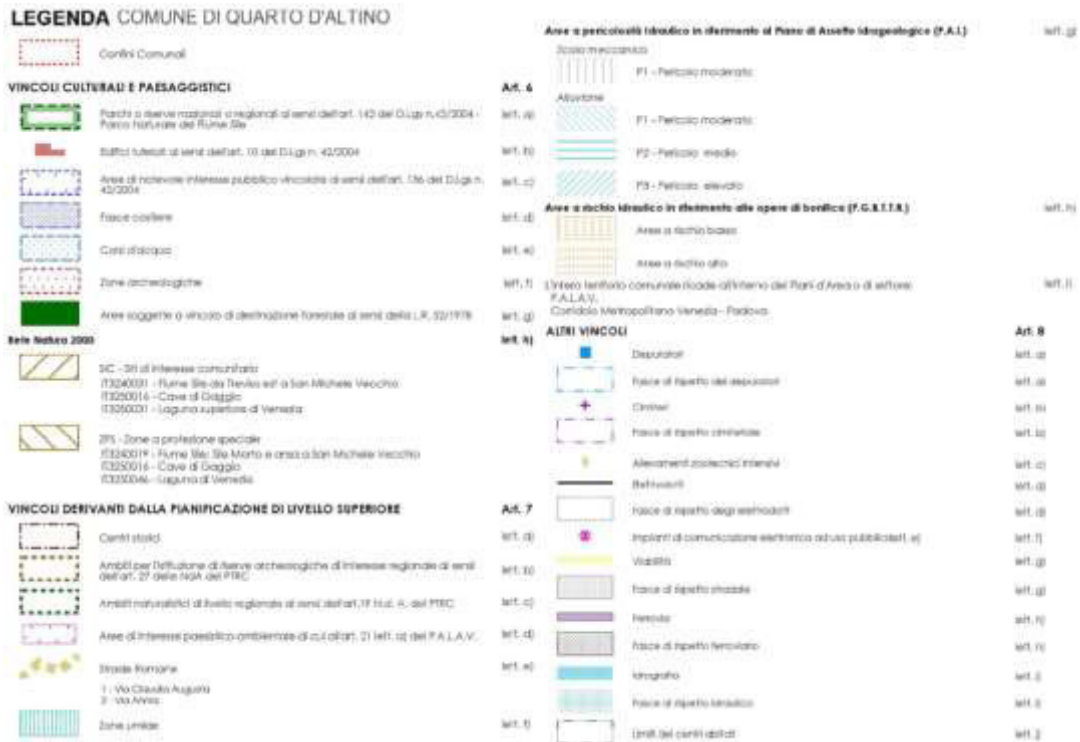 LEGENDA COMUNE DI QUARTO D'ALTINO
Confini Comunali
VINCOLI CULTURALI E PAESAGGISTICI Art. 6
Parchi o riserve nazionali o regionali ai sensi dell'art. 142 del D.Lgs n.42/2004 - lett. a)
Parco Naturale del Fiume Sile
Edifici tutelati ai sensi dell'art. 10 del D.Lgs n. 42/2004 lett. b)
Aree di notevole interesse pubblico vincolate ai sensi dell'art. 136 del D.Lgs n. lett. c)
42/2004
Fasce costiere lett. d)
Corsi d'acqua lett. e)
Zone archeologiche lett. f)
Aree soggette a vincolo di destinazione forestale ai sensi della L.R. 52/1978 lett. g)
Rete Natura 2000 lett. h)
SIC - Siti di interesse comunitario
IT3240031 - Fiume Sile da Treviso est a San Michele Vecchio
IT3250016 - Cave di Gaggio
IT3250031 - Laguna superiore di Venezia
ZPS - Zone a protezione speciale
IT3240019 - Fiume Sile: Sile Morto e ansa a San Michele Vecchio
IT3250016 - Cave di Gaggio
IT3250046 - Laguna di Venezia
VINCOLI DERIVANTI DALLA PIANIFICAZIONE DI LIVELLO SUPERIORE Art. 7
Centri storici
Ambiti per l'istituzione di riserve archeologiche di interesse regionale ai sensi lett. b)
dell'art. 27 delle NdA del PTRC
Ambiti naturalistici di livello regionale ai sensi dell'art.19 N.d. A. del PTRC lett. c)
Aree di interesse paesistico ambientale di cui all'art. 21 lett. a) del P.A.L.A.V. lett. d)
Strade Romane lett. e)
1 - Via Claudia Augusta
2 - Via Annia
Zone umide lett. f)
Aree a pericolosità Idraulica in riferimento al Piano di Assetto Idrogeologico (P.A.I.) lett. g)
Scolo meccanico
P1 - Pericolo moderato
Alluvione
P1 - Pericolo moderato
P2 - Pericolo medio
P3 - Pericolo elevato
Aree a rischio idraulico in riferimento alle opere di bonifica (P.G.B.T.T.R.) lett. h)
Aree a rischio basso
Aree a rischio alto
L'intero territorio comunale ricade all'interno dei Piani d'Area o di settore: lett. i)
P.A.L.A.V.
Corridoio Metropolitano Venezia - Padova
ALTRI VINCOLI Art. 8
Depuratori lett. a)
Fasce di rispetto dei depuratori lett. a)
Cimiteri lett. b)
Fasce di rispetto cimiteriale lett. b)
Allevamenti zootecnici intensivi lett. c)
Elettrodotti lett. d)
Fasce di rispetto degli elettrodotti lett. d)
Impianti di comunicazione elettronica ad uso pubblico lett. e) lett. f)
Viabilità lett. g)
Fasce di rispetto stradale lett. g)
Ferrovia lett. h)
Fasce di rispetto ferroviario lett. h)
Idrografia lett. i)
Fasce di rispetto idraulico lett. i)
Limiti dei centri abitati lett. j)